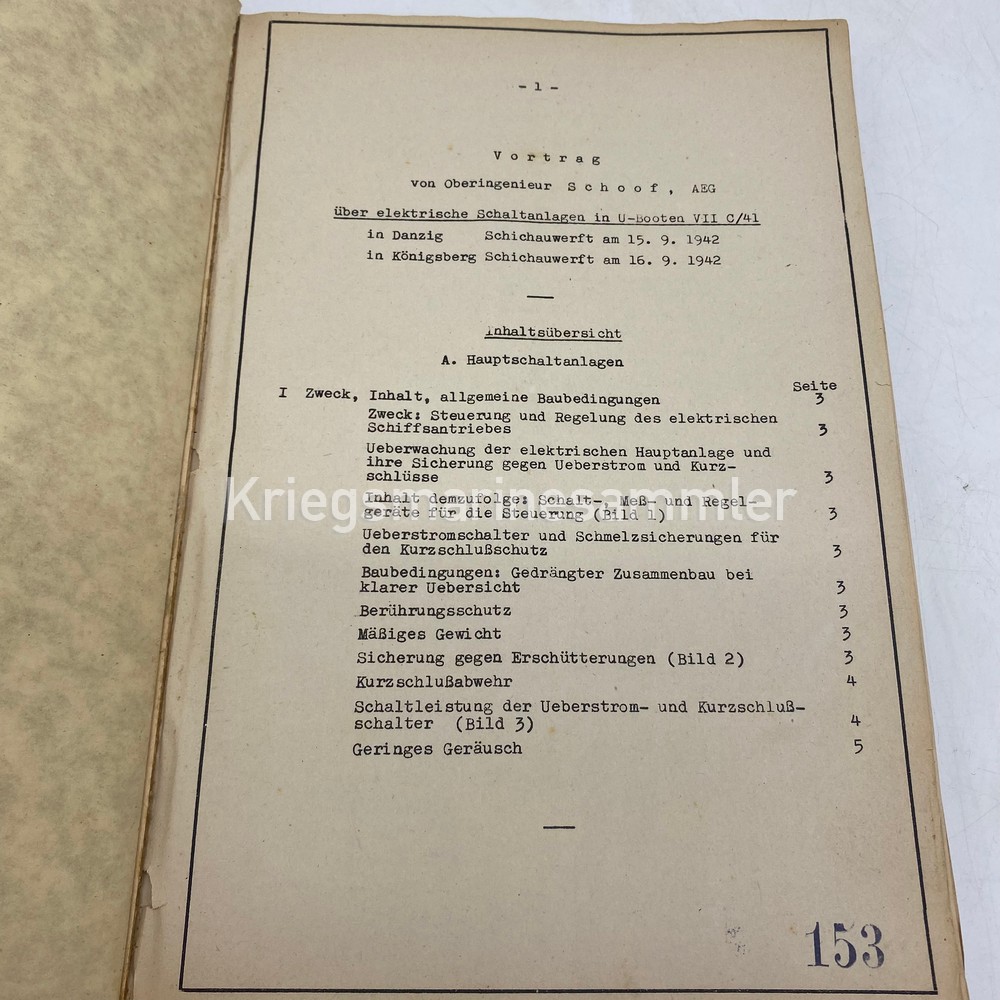 - 1 -
V o r t r a g
von Oberingenieur S c h o o f , AEG
über elektrische Schaltanlagen in U-Booten VII C/41
in Danzig Schichauwerft am 15. 9. 1942
in Königsberg Schichauwerft am 16. 9. 1942
Inhaltsübersicht
A. Hauptschaltanlagen
Seite
I Zweck, Inhalt, allgemeine Baubedingungen 3
Zweck: Steuerung und Regelung des elektrischen
Schiffsantriebes 3
Ueberwachung der elektrischen Hauptanlage und
ihre Sicherung gegen Ueberstrom und Kurz-
schlüsse 3
Kriegsmarinesammler
Inhalt demzufolge: Schalt-, Meß- und Regel-
geräte für die Steuerung (Bild 1) 3
Ueberstromschalter und Schmelzsicherungen für
den Kurzschlußschutz 3
Baubedingungen: Gedrängter Zusammenbau bei
klarer Uebersicht 3
Berührungsschutz 3
Mäßiges Gewicht 3
Sicherung gegen Erschütterungen (Bild 2) 3
Kurzschlußabwehr 4
Schaltleistung der Ueberstrom- und Kurzschluß-
schalter (Bild 3) 4
Geringes Geräusch 5
153